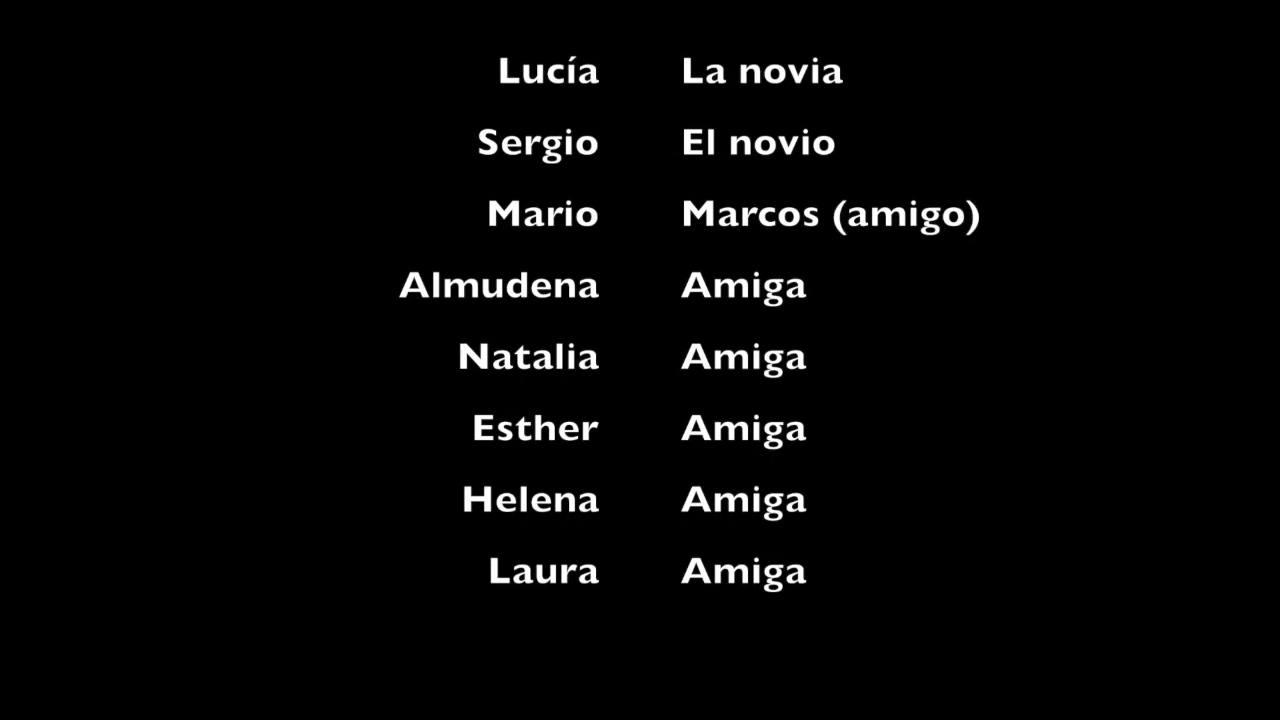 Lucía La novia
Sergio El novio
Mario Marcos (amigo)
Almudena Amiga
Natalia Amiga
Esther Amiga
Helena Amiga
Laura Amiga